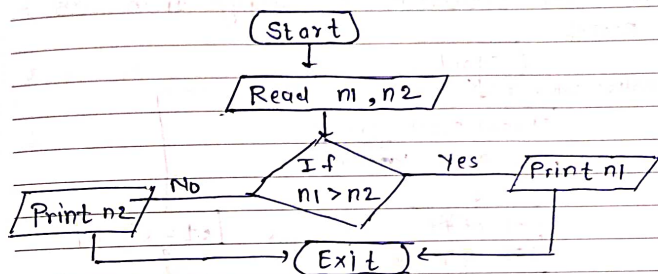 Start
Read n1, n2
If
n1 > n2
Yes
Print n1
No
Print n2
Exit